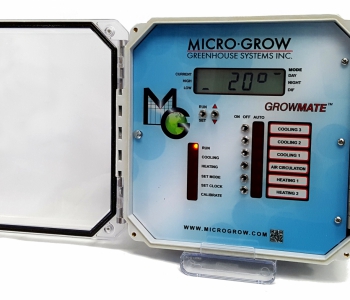 MICRO·GROW
GREENHOUSE SYSTEMS INC.
CURRENT
HIGH
LOW
20°
MODE
DAY
NIGHT
DIF
MG
GROWMATE™
RUN
SET
ON OFF AUTO
COOLING 3
COOLING 2
COOLING 1
AIR CIRCULATION
HEATING 1
HEATING 2
RUN
COOLING
HEATING
SET MODE
SET CLOCK
CALIBRATE
WWW.MICROGROW.COM